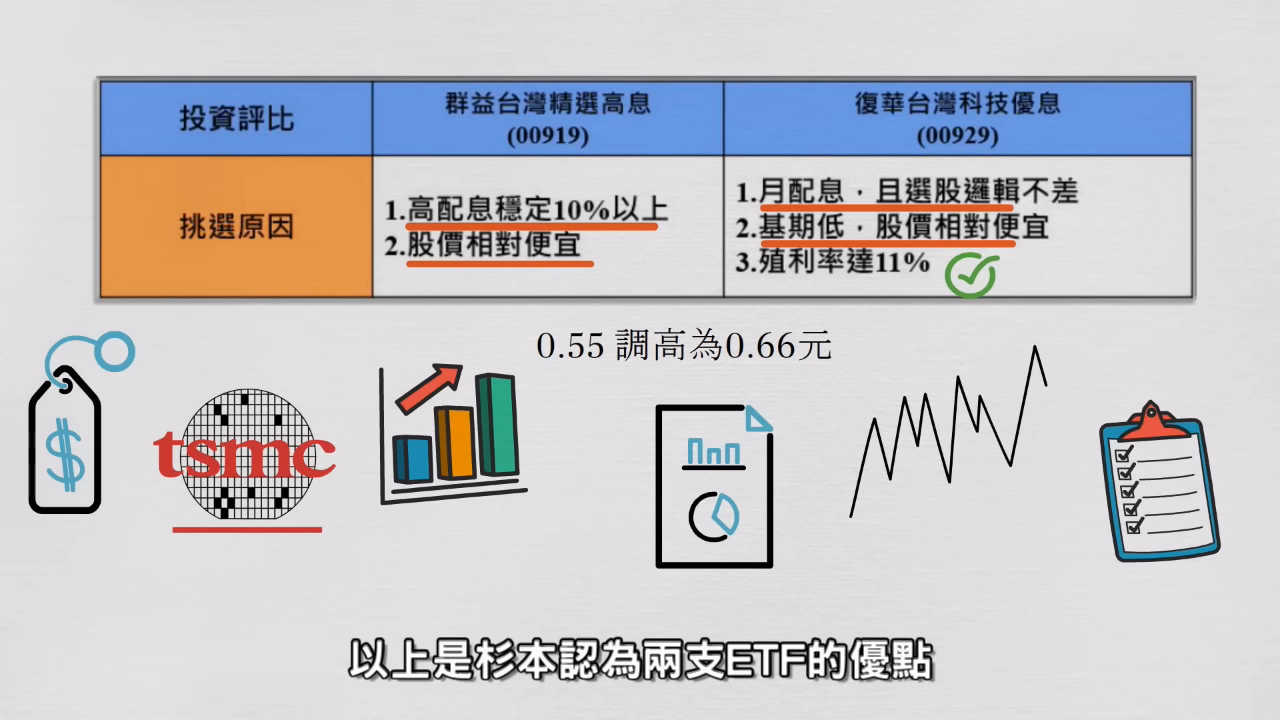 投資評比
群益台灣精選高息
(00919)
復華台灣科技優息
(00929)
挑選原因
1.高配息穩定10%以上
2.股價相對便宜
1.月配息，且選股邏輯不差
2.基期低，股價相對便宜
3.殖利率達11%
0.55 調高為0.66元
$
tsmc
以上是杉本認為兩支ETF的優點